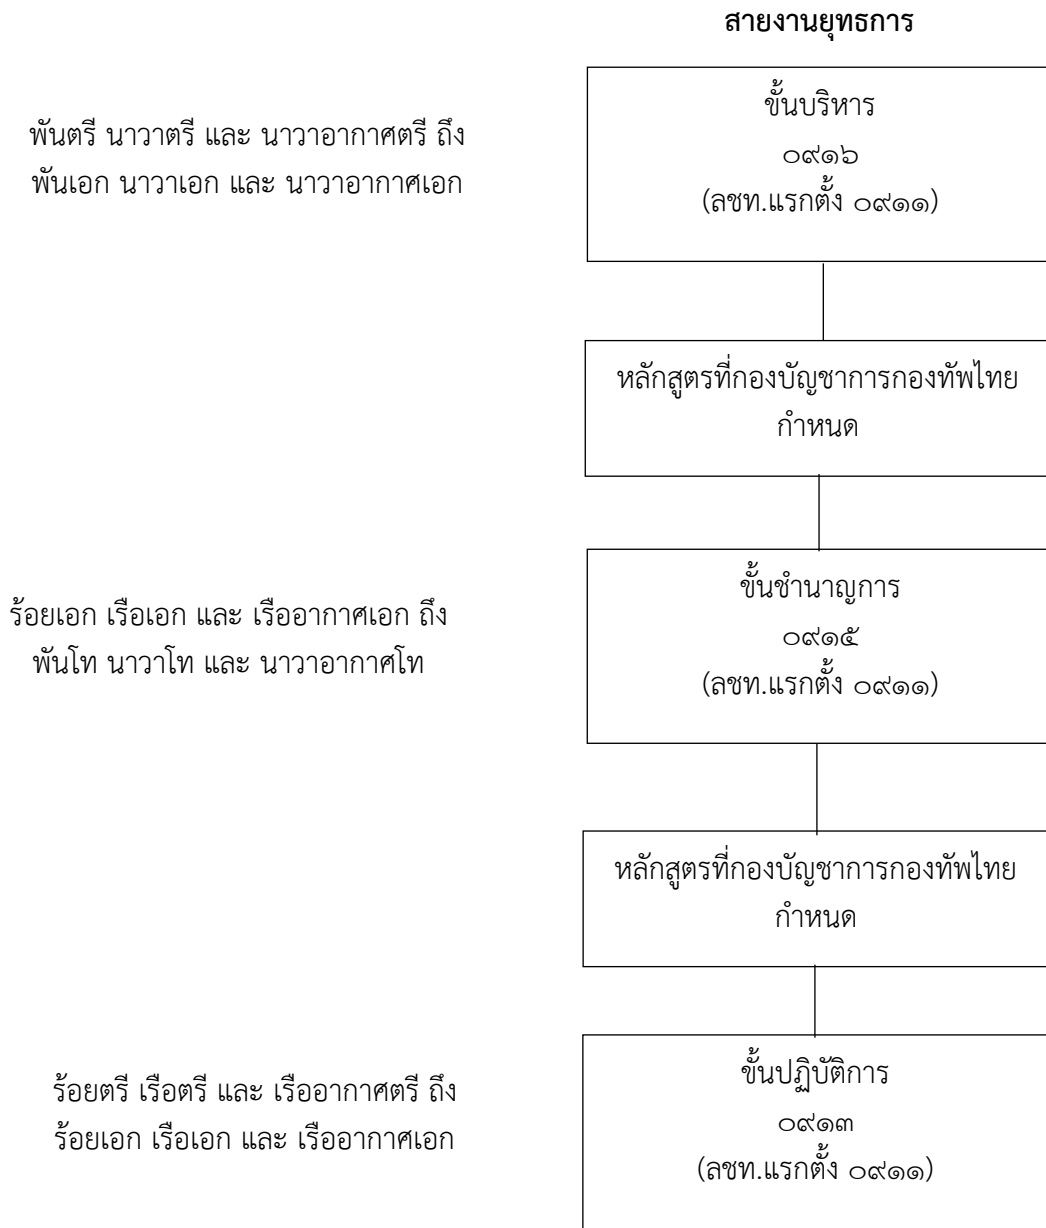 สายงานยุทธการ
ขั้นบริหาร
๐๙๑๖
(ลชท.แรกตั้ง ๐๙๑๑)
พันตรี นาวาตรี และ นาวาอากาศตรี ถึง
พันเอก นาวาเอก และ นาวาอากาศเอก
หลักสูตรที่กองบัญชาการกองทัพไทย
กำหนด
ขั้นชำนาญการ
๐๙๑๕
(ลชท.แรกตั้ง ๐๙๑๑)
ร้อยเอก เรือเอก และ เรืออากาศเอก ถึง
พันโท นาวาโท และ นาวาอากาศโท
หลักสูตรที่กองบัญชาการกองทัพไทย
กำหนด
ขั้นปฏิบัติการ
๐๙๑๓
(ลชท.แรกตั้ง ๐๙๑๑)
ร้อยตรี เรือตรี และ เรืออากาศตรี ถึง
ร้อยเอก เรือเอก และ เรืออากาศเอก